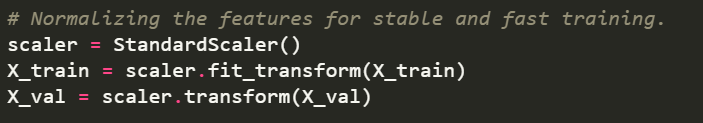 # Normalizing the features for stable and fast training.
scaler = StandardScaler()
X_train = scaler.fit_transform(X_train)
X_val = scaler.transform(X_val)